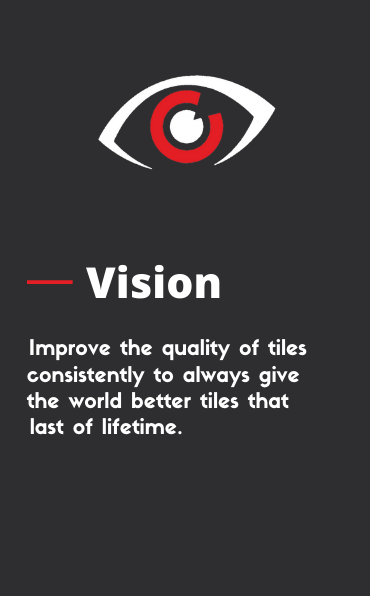 Vision
Improve the quality of tiles
consistently to always give
the world better tiles that
last of lifetime.